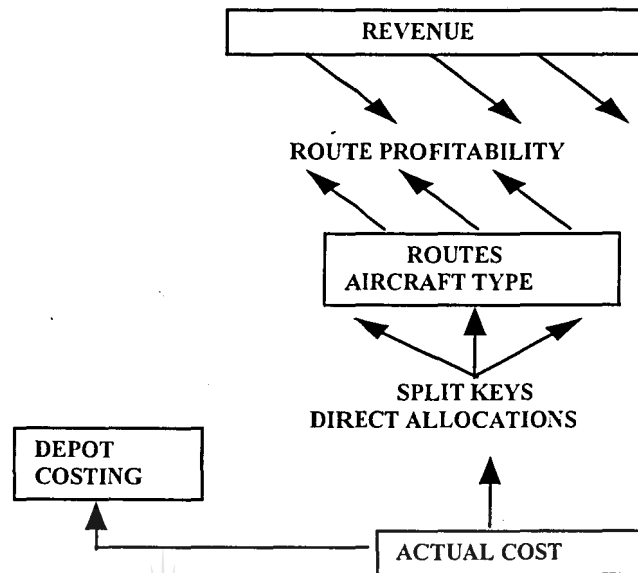 REVENUE
ROUTE PROFITABILITY
ROUTES
AIRCRAFT TYPE
SPLIT KEYS
DIRECT ALLOCATIONS
DEPOT
COSTING
ACTUAL COST